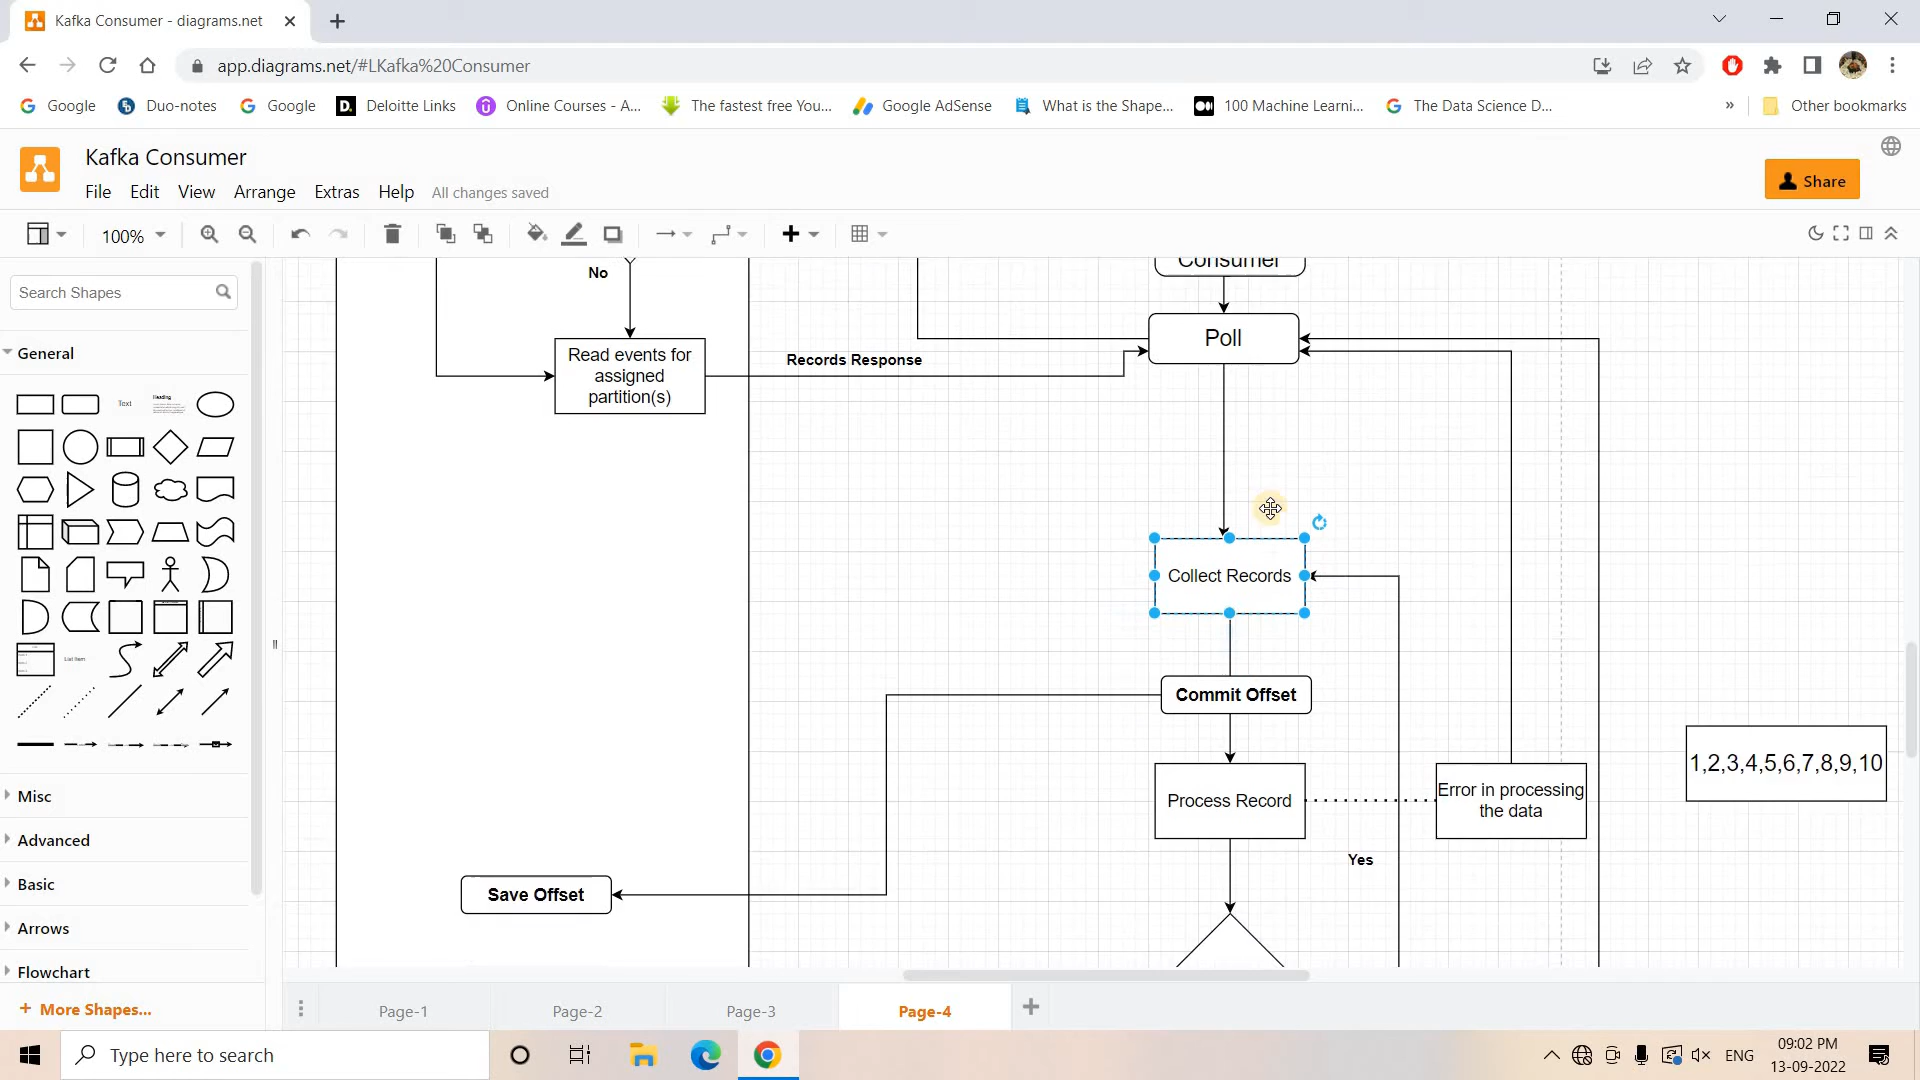 Kafka Consumer - diagrams.net
app.diagrams.net/#LKafka%20Consumer
Google
Duo-notes
Google
Deloitte Links
Online Courses - A...
The fastest free You...
Google AdSense
What is the Shape...
100 Machine Learni...
The Data Science D...
»
Other bookmarks
Kafka Consumer
File Edit View Arrange Extras Help All changes saved
Share
100%
Search Shapes
General
Text
Heading
List Item
Misc
Advanced
Basic
Arrows
Flowchart
+ More Shapes...
No
Read events for
assigned
partition(s)
Records Response
Consumer
Poll
Collect Records
Commit Offset
Process Record
Error in processing
the data
1,2,3,4,5,6,7,8,9,10
Yes
Save Offset
Page-1
Page-2
Page-3
Page-4
Type here to search
ENG
09:02 PM
13-09-2022